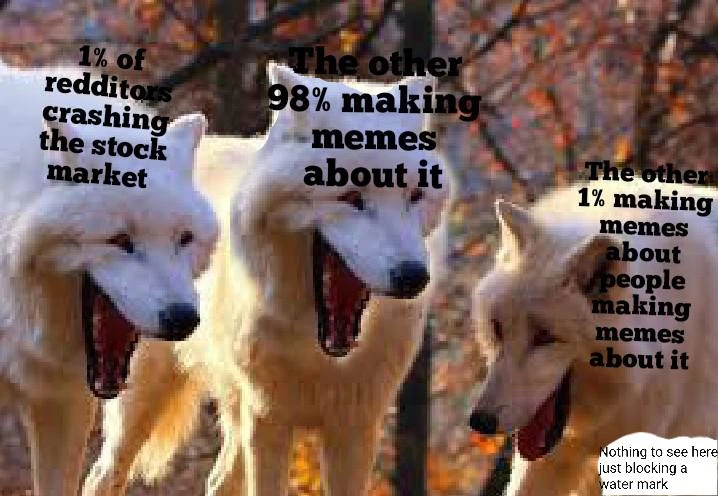 1% of
redditors
crashing
the stock
market
The other
98% making
memes
about it
The other
1% making
memes
about
people
making
memes
about it
Nothing to see here
just blocking a
water mark